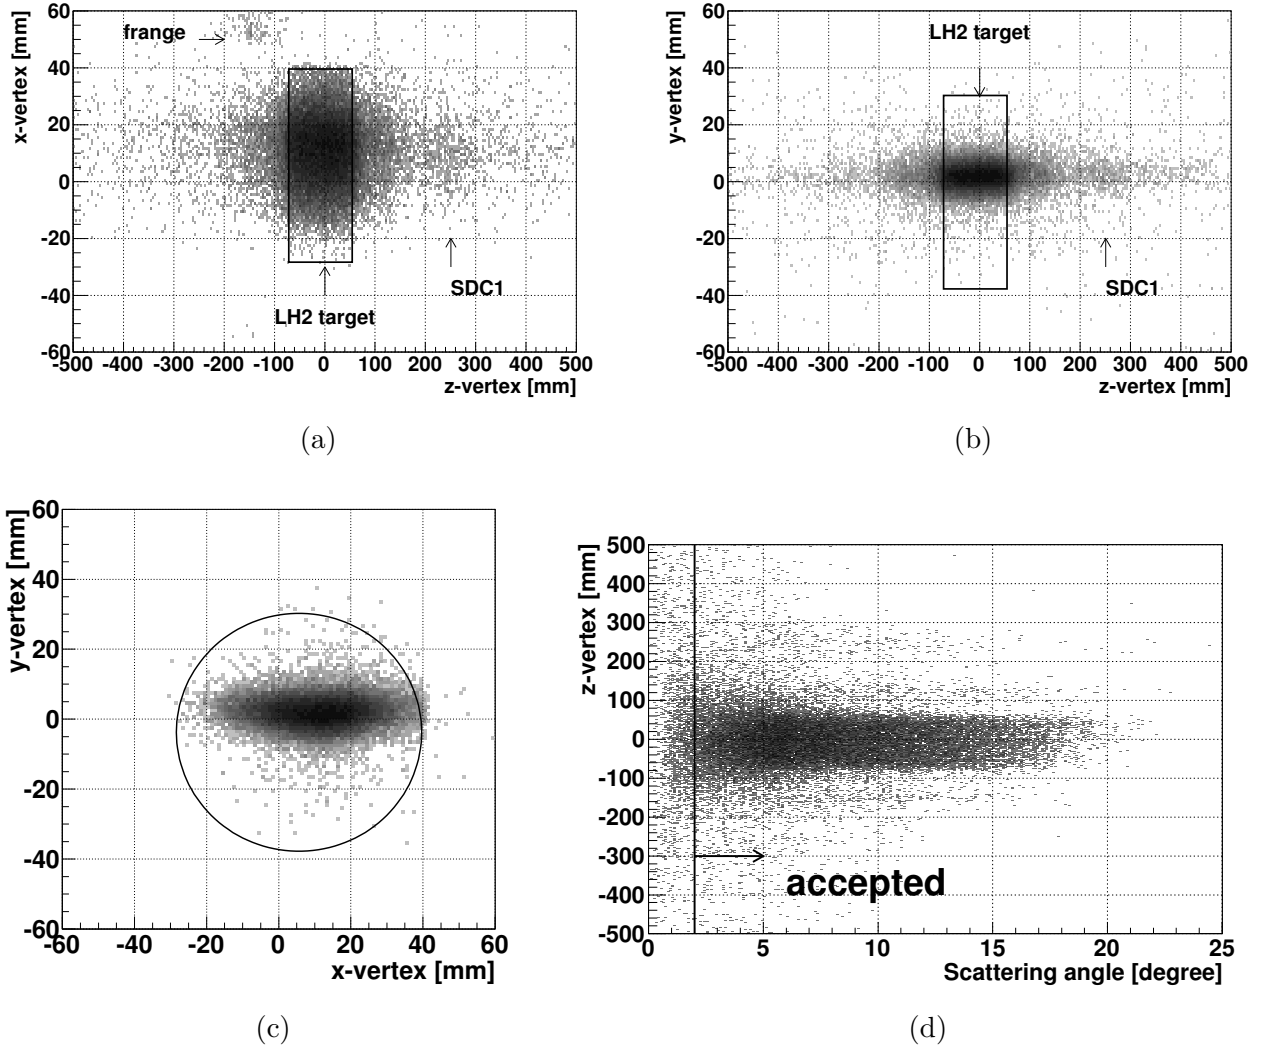 x-vertex [mm]
60
40
20
0
-20
-40
-60
frange
SDC1
LH2 target
-500 -400 -300 -200 -100 0 100 200 300 400 500
z-vertex [mm]
(a)
y-vertex [mm]
60
40
20
0
-20
-40
-60
LH2 target
SDC1
-500 -400 -300 -200 -100 0 100 200 300 400 500
z-vertex [mm]
(b)
y-vertex [mm]
60
40
20
0
-20
-40
-60
-60 -40 -20 0 20 40 60
x-vertex [mm]
(c)
z-vertex [mm]
500
400
300
200
100
0
-100
-200
-300
-400
-500
accepted
0 5 10 15 20 25
Scattering angle [degree]
(d)